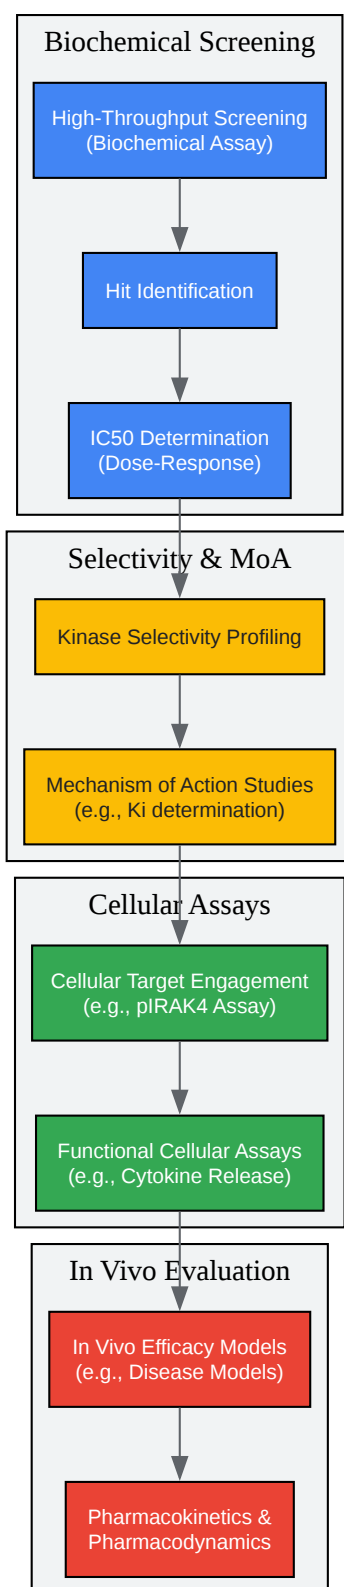 Biochemical Screening
High-Throughput Screening
(Biochemical Assay)
Hit Identification
IC50 Determination
(Dose-Response)
Selectivity & MoA
Kinase Selectivity Profiling
Mechanism of Action Studies
(e.g., Ki determination)
Cellular Assays
Cellular Target Engagement
(e.g., pIRAK4 Assay)
Functional Cellular Assays
(e.g., Cytokine Release)
In Vivo Evaluation
In Vivo Efficacy Models
(e.g., Disease Models)
Pharmacokinetics &
Pharmacodynamics